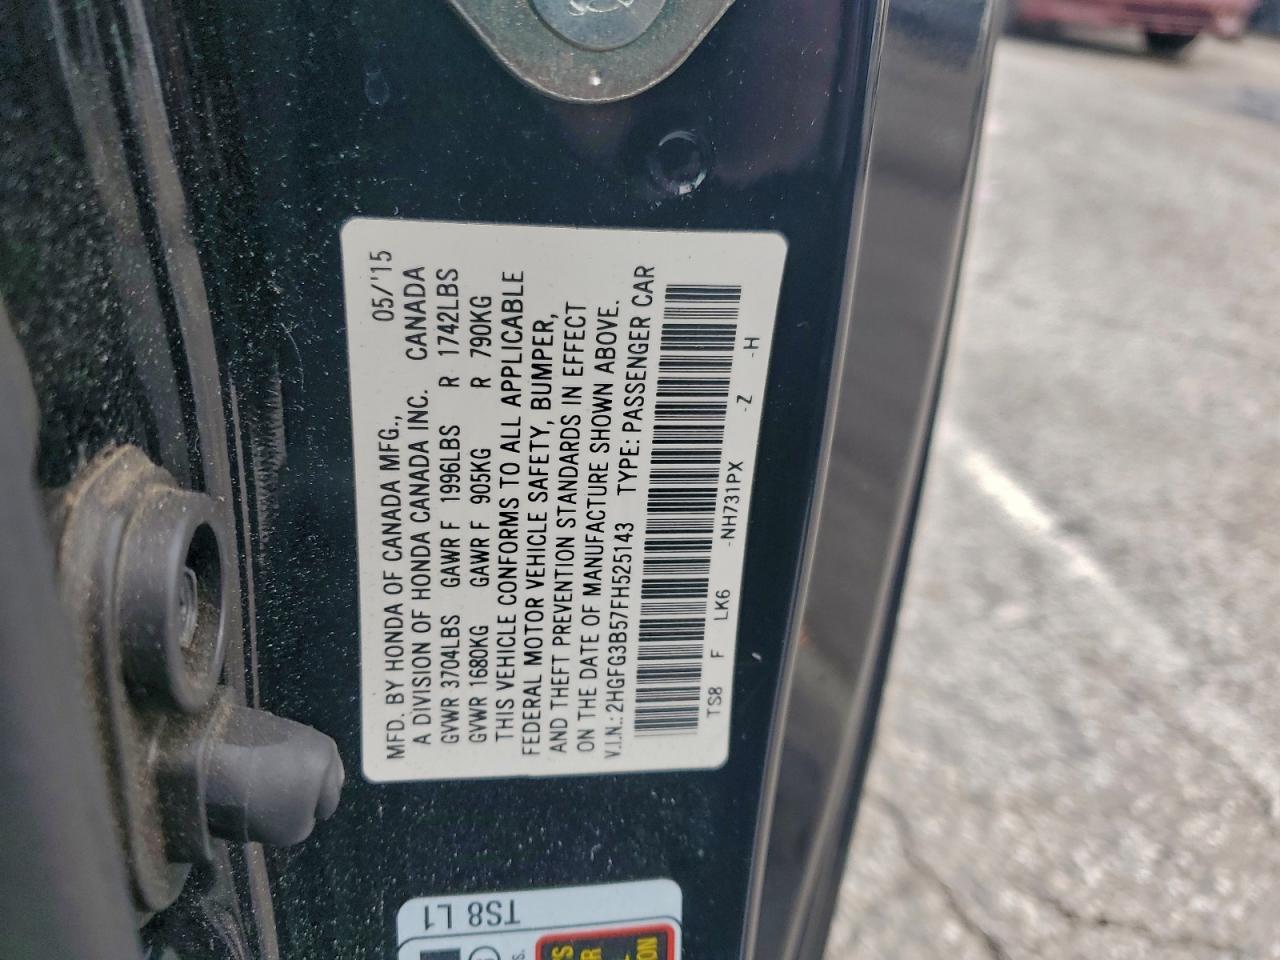 MFD. BY HONDA OF CANADA MFG., 05/'15
A DIVISION OF HONDA CANADA INC. CANADA
GVWR 3704LBS GAWR F 1996LBS R 1742LBS
GVWR 1680KG GAWR F 905KG R 790KG
THIS VEHICLE CONFORMS TO ALL APPLICABLE
FEDERAL MOTOR VEHICLE SAFETY, BUMPER,
AND THEFT PREVENTION STANDARDS IN EFFECT
ON THE DATE OF MANUFACTURE SHOWN ABOVE.
V.I.N.: 2HGFG3B57FH525143 TYPE: PASSENGER CAR
TS8 F LK6 -NH731PX -Z -H
TS8 L1